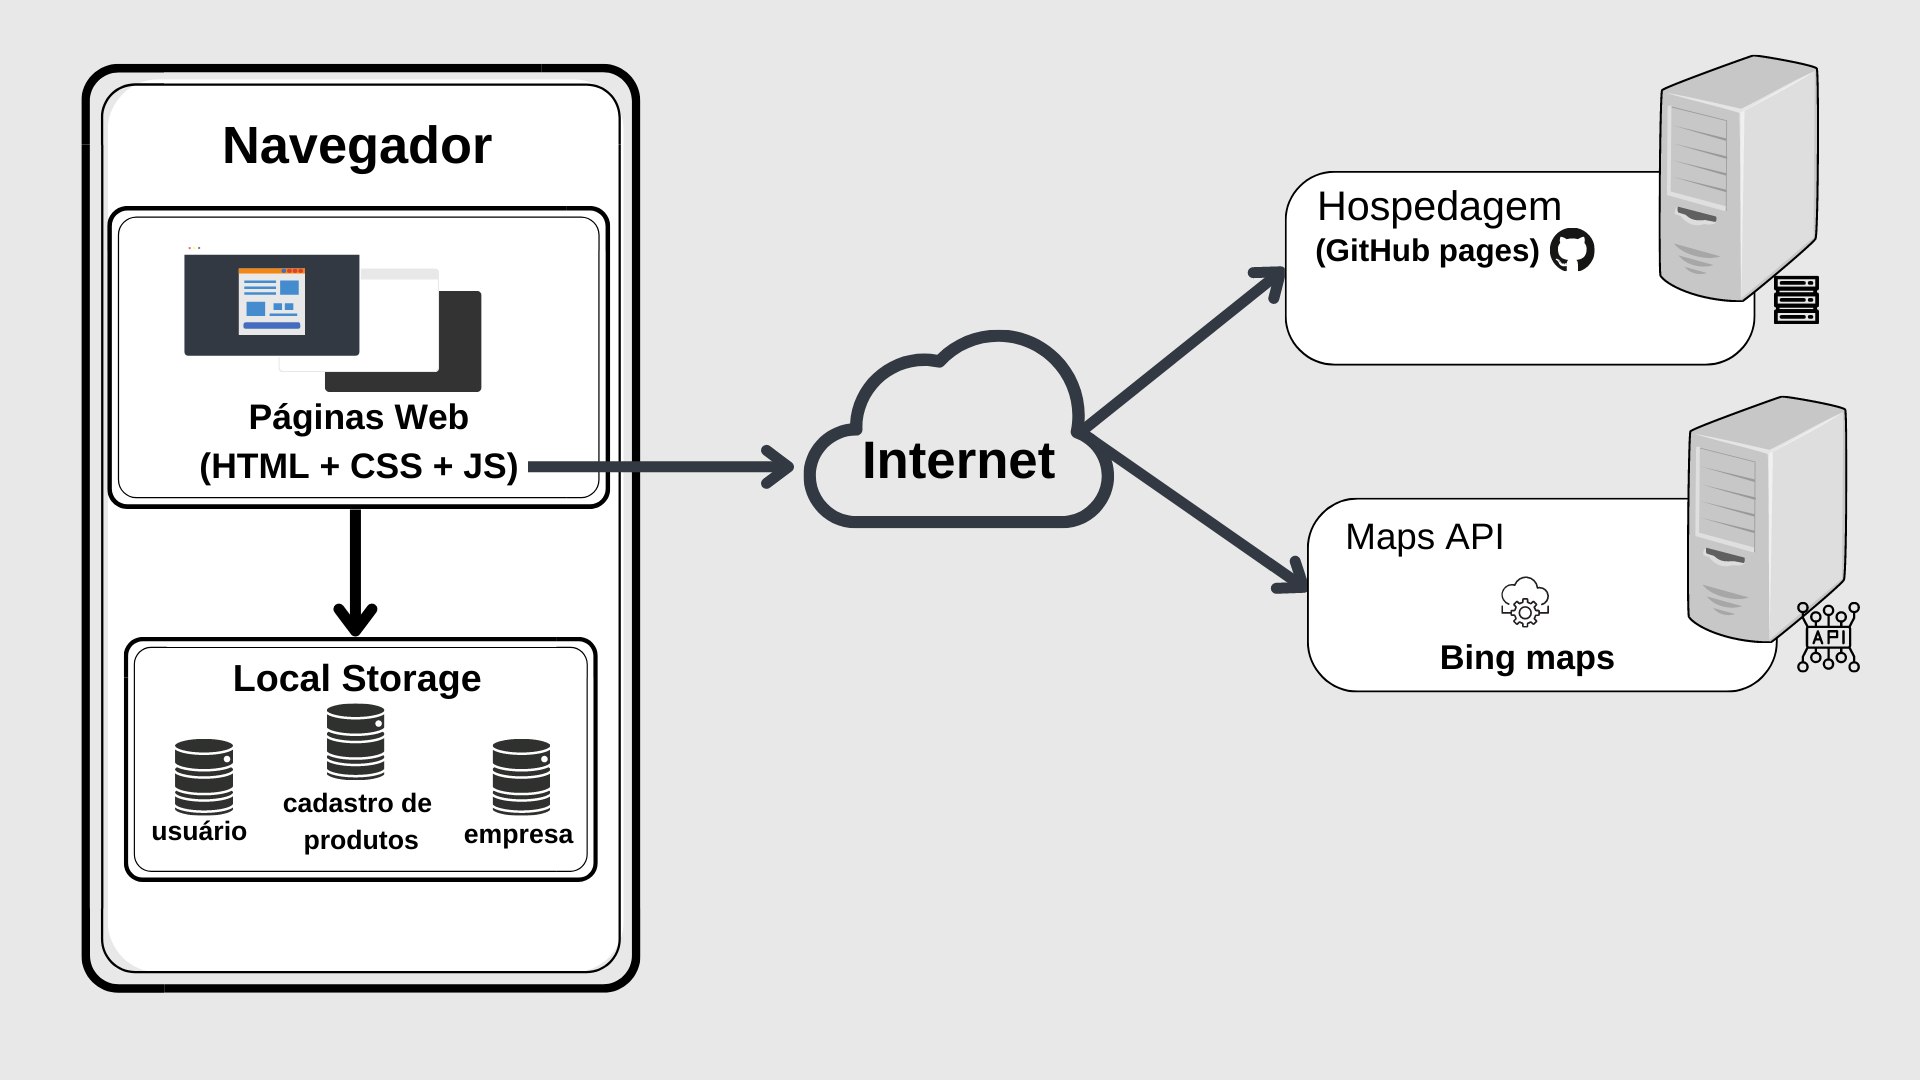 Navegador
Páginas Web
(HTML + CSS + JS)
Local Storage
usuário
cadastro de
produtos
empresa
Internet
Hospedagem
(GitHub pages)
Maps API
Bing maps
API